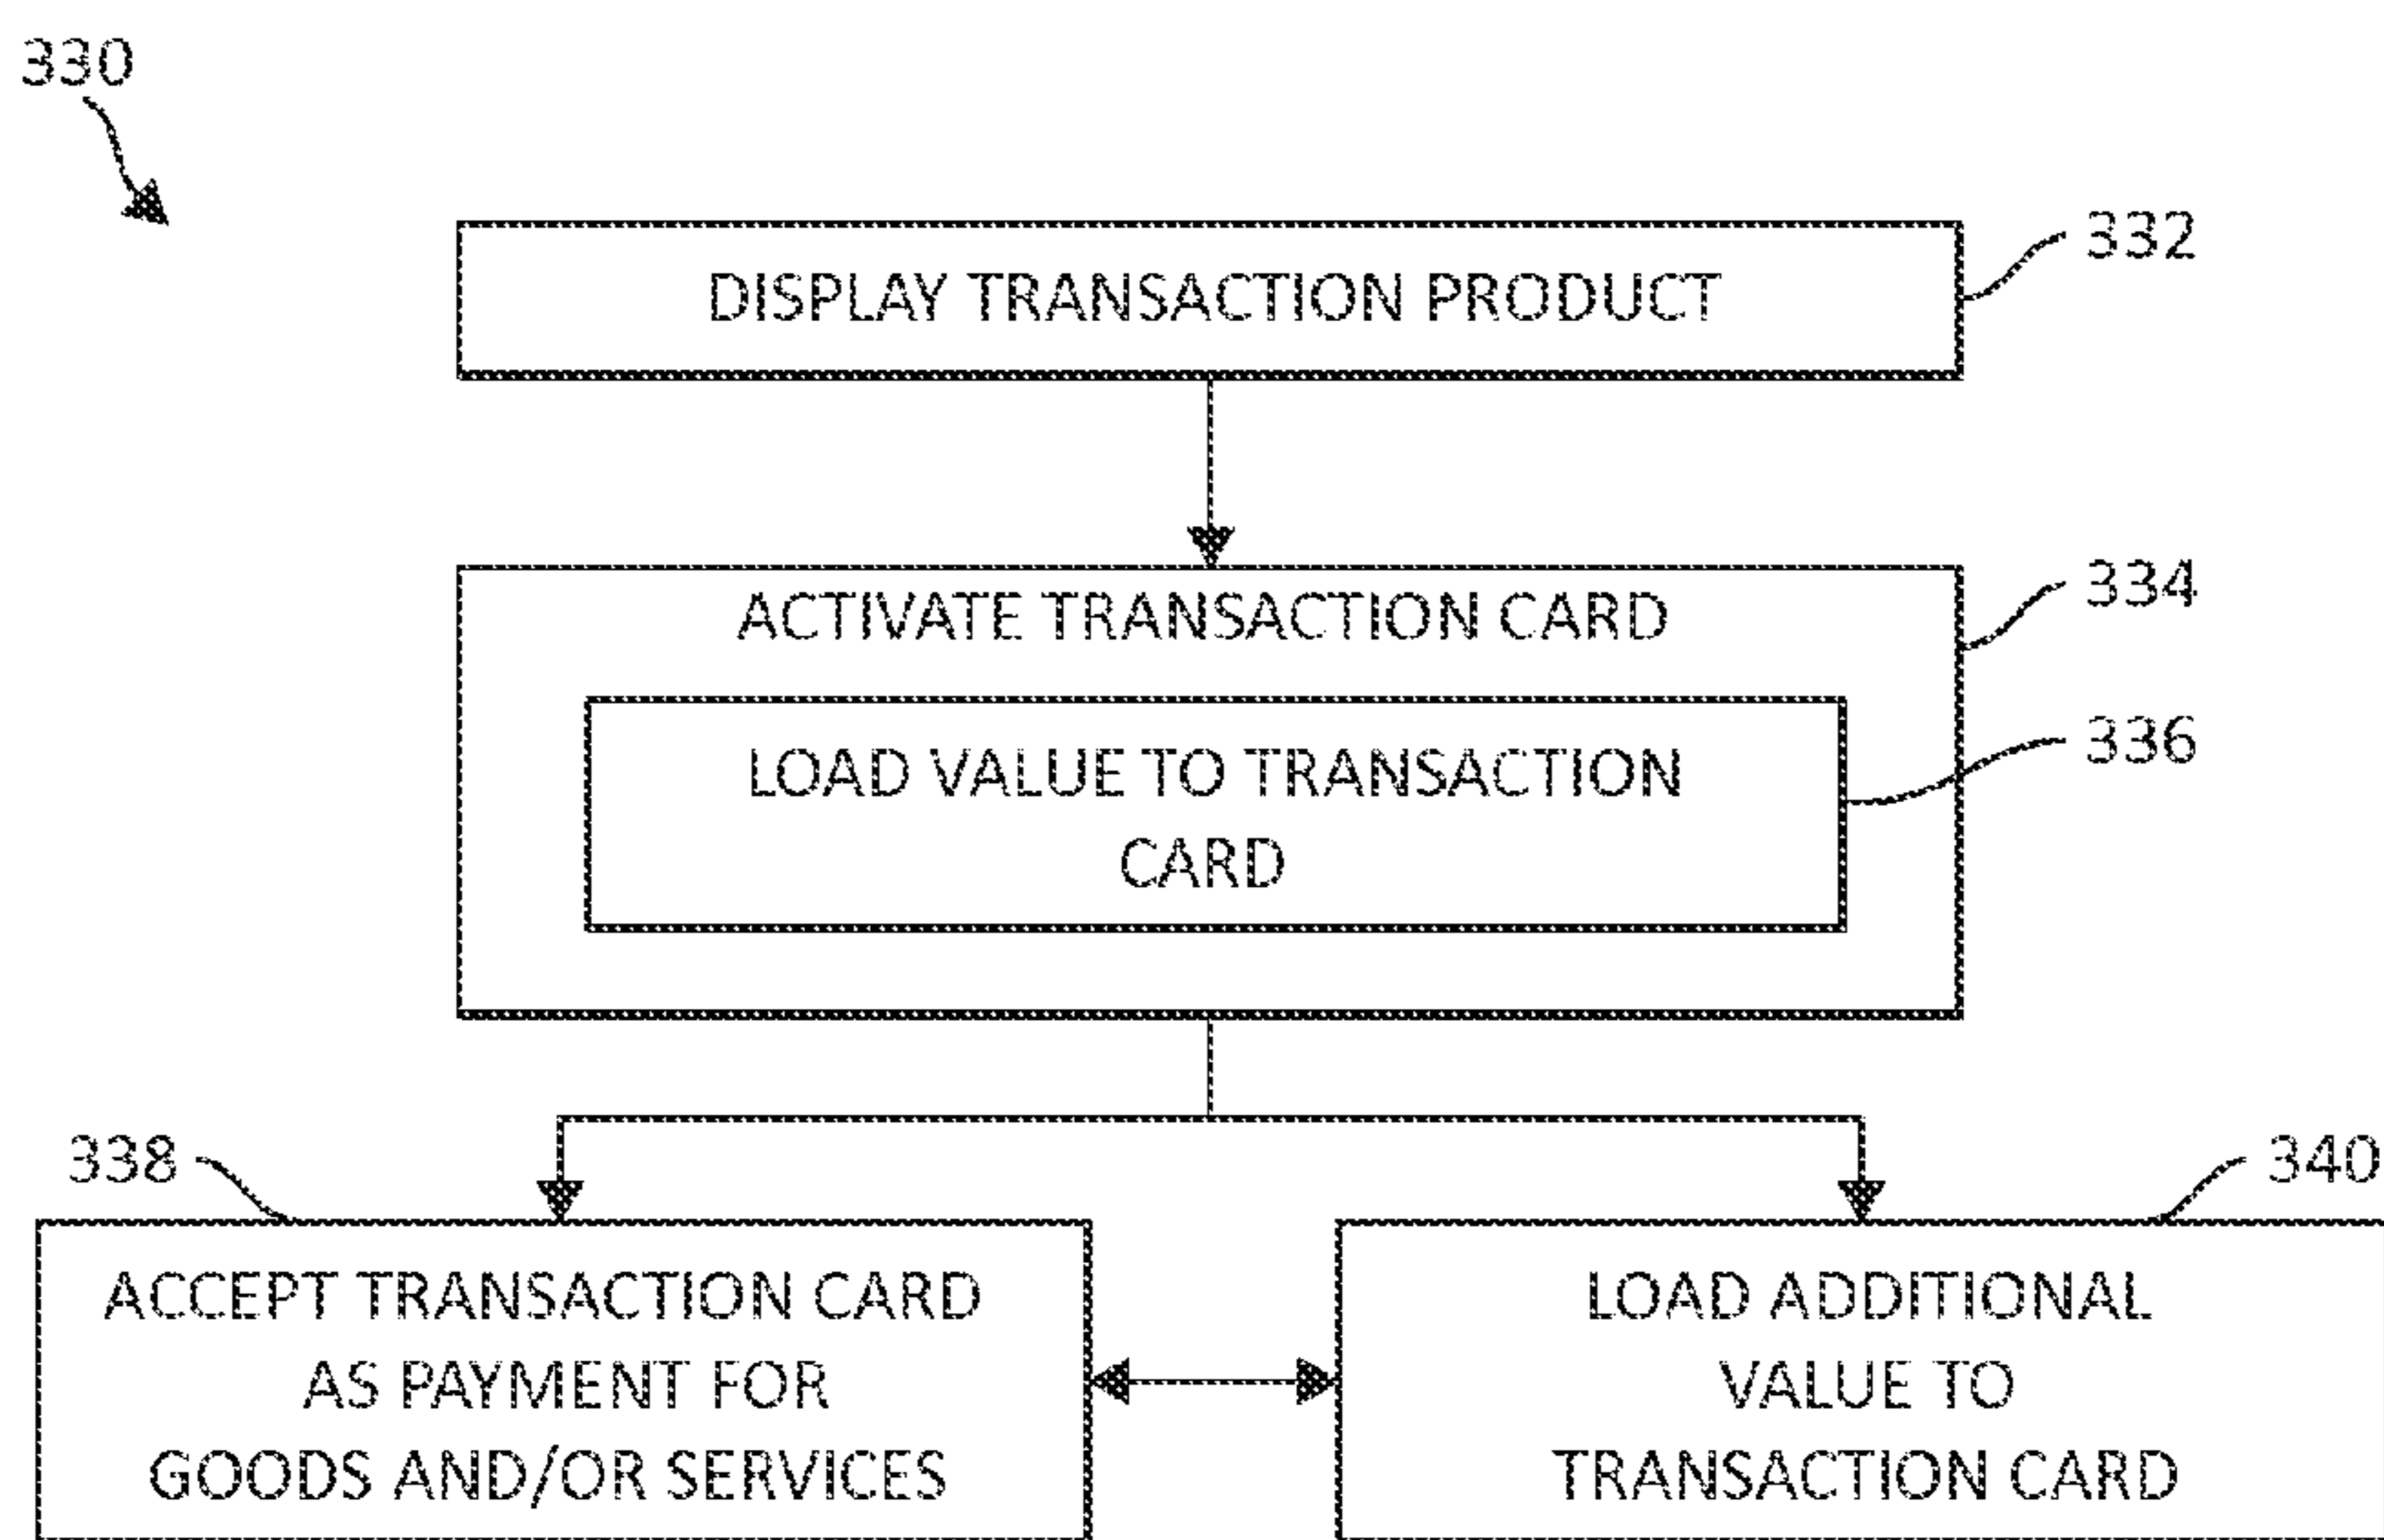 330
332
DISPLAY TRANSACTION PRODUCT
334
ACTIVATE TRANSACTION CARD
336
LOAD VALUE TO TRANSACTION
CARD
338
340
ACCEPT TRANSACTION CARD
AS PAYMENT FOR
GOODS AND/OR SERVICES
LOAD ADDITIONAL
VALUE TO
TRANSACTION CARD